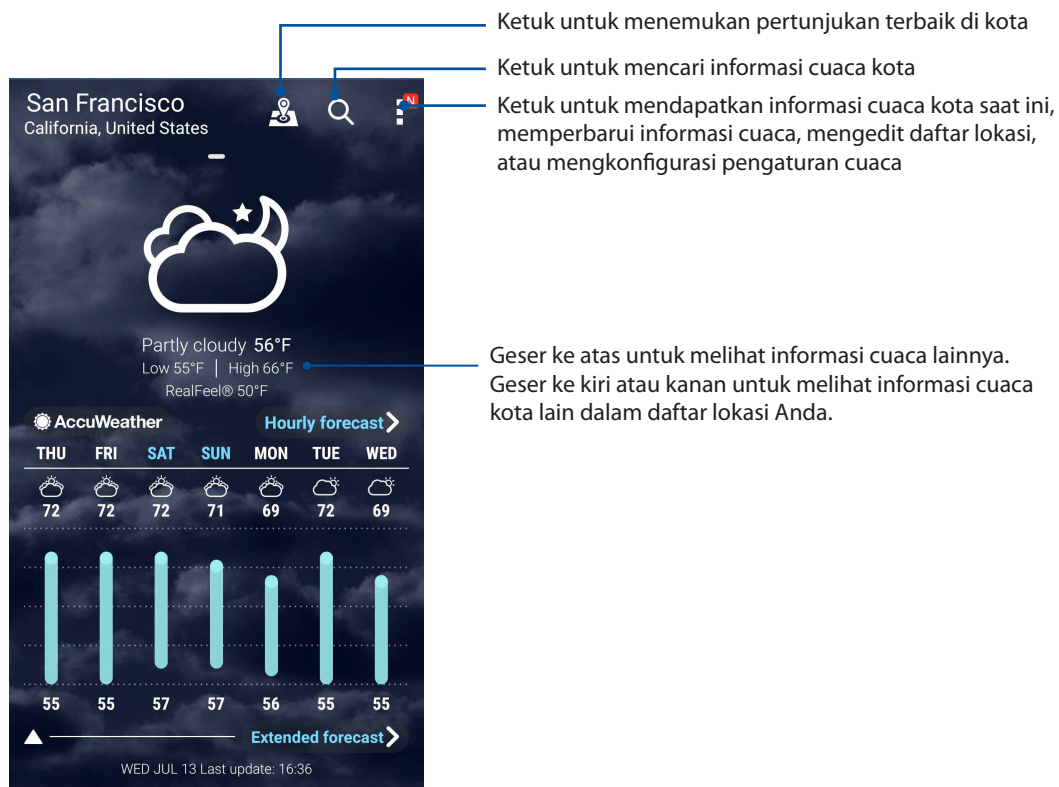 Ketuk untuk menemukan pertunjukan terbaik di kota
Ketuk untuk mencari informasi cuaca kota
Ketuk untuk mendapatkan informasi cuaca kota saat ini,
memperbarui informasi cuaca, mengedit daftar lokasi,
atau mengkonfigurasi pengaturan cuaca
San Francisco
California, United States
N
Partly cloudy 56°F
Low 55°F | High 66°F
RealFeel® 50°F
Geser ke atas untuk melihat informasi cuaca lainnya.
Geser ke kiri atau kanan untuk melihat informasi cuaca
kota lain dalam daftar lokasi Anda.
AccuWeather Hourly forecast
THU FRI SAT SUN MON TUE WED
72 72 72 71 69 72 69
55 55 57 57 56 55 55
Extended forecast
WED JUL 13 Last update: 16:36